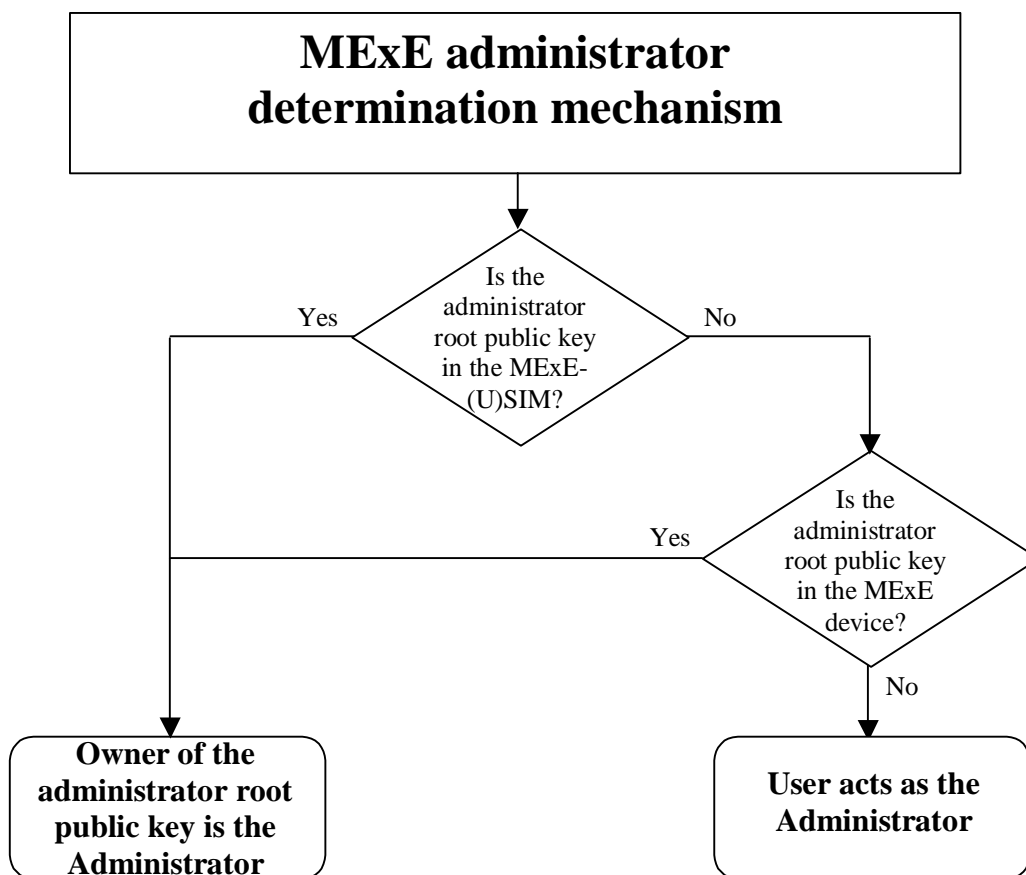 MExE administrator
determination mechanism
Is the
administrator
root public key
in the MExE-
(U)SIM?
Yes
No
Is the
administrator
root public key
in the MExE
device?
Yes
No
Owner of the
administrator root
public key is the
Administrator
User acts as the
Administrator